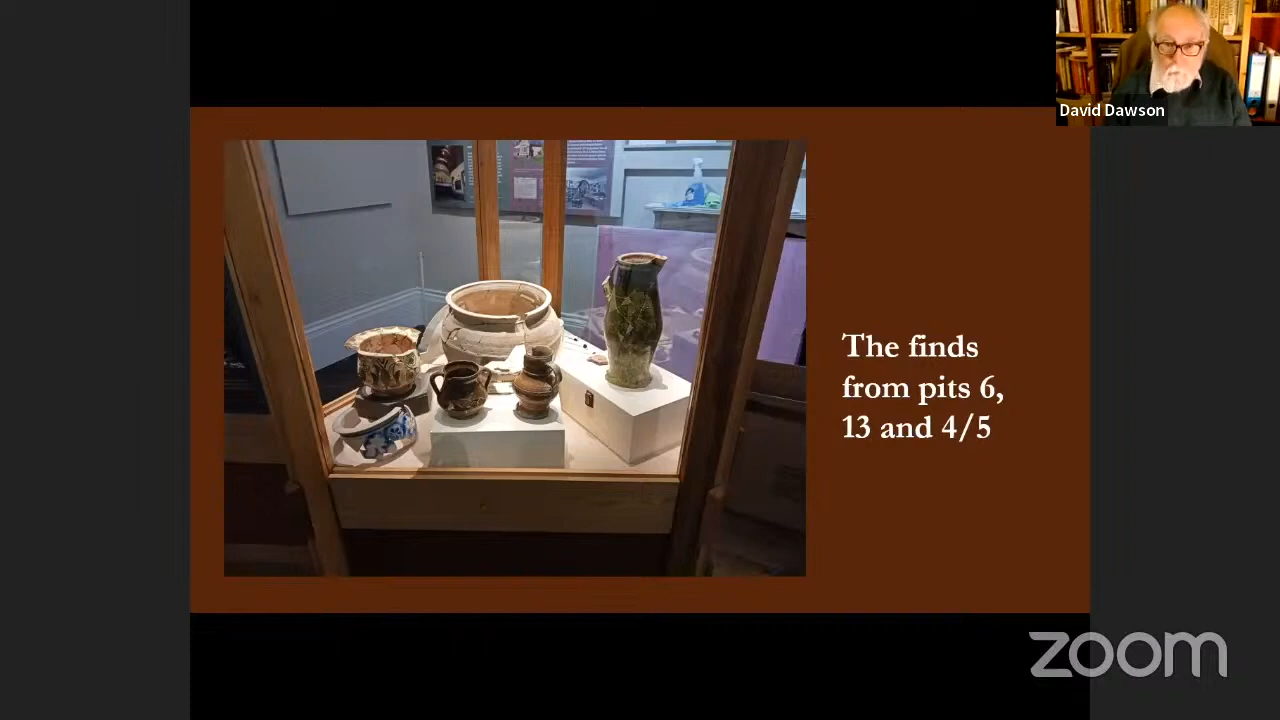 David Dawson
The finds
from pits 6,
13 and 4/5
zoom